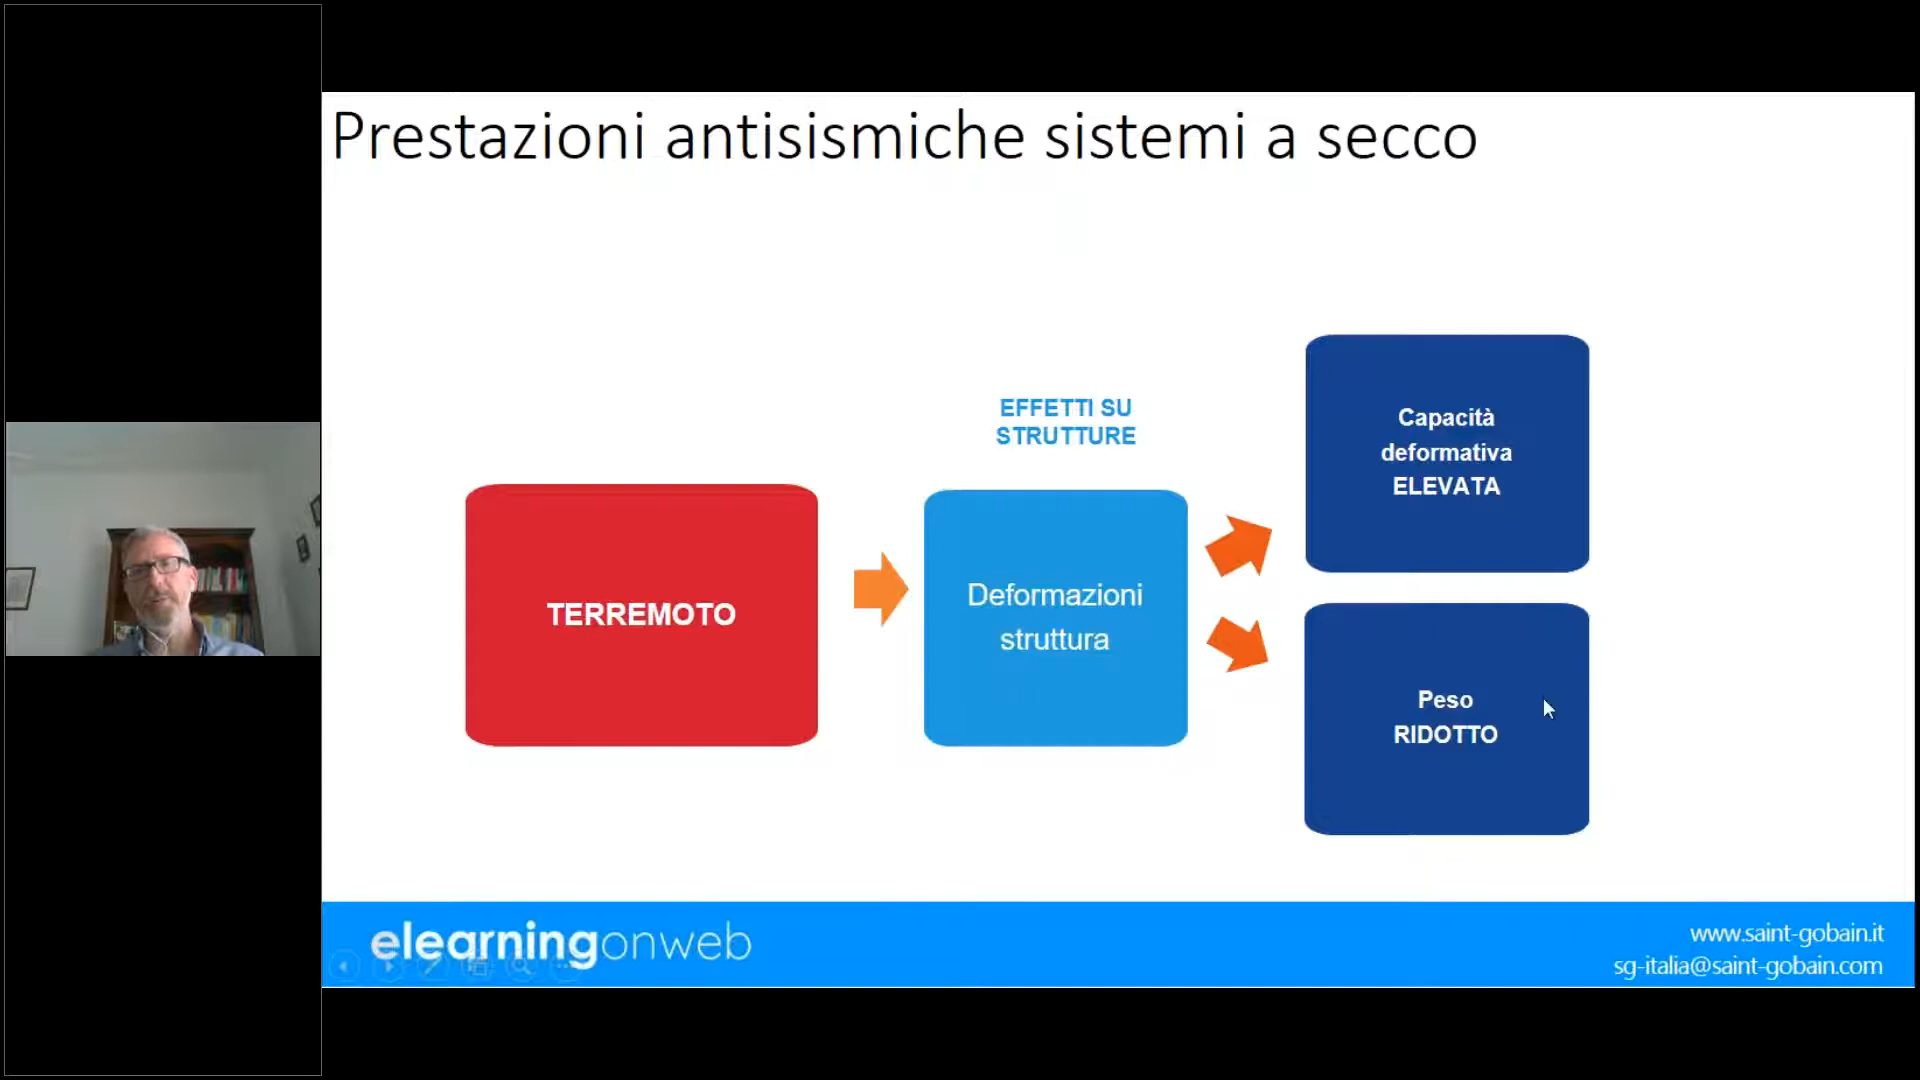 Prestazioni antisismiche sistemi a secco
EFFETTI SU
STRUTTURE
TERREMOTO
Deformazioni
struttura
Capacità
deformativa
ELEVATA
Peso
RIDOTTO
elearningonweb
www.saint-gobain.it
sg-italia@saint-gobain.com